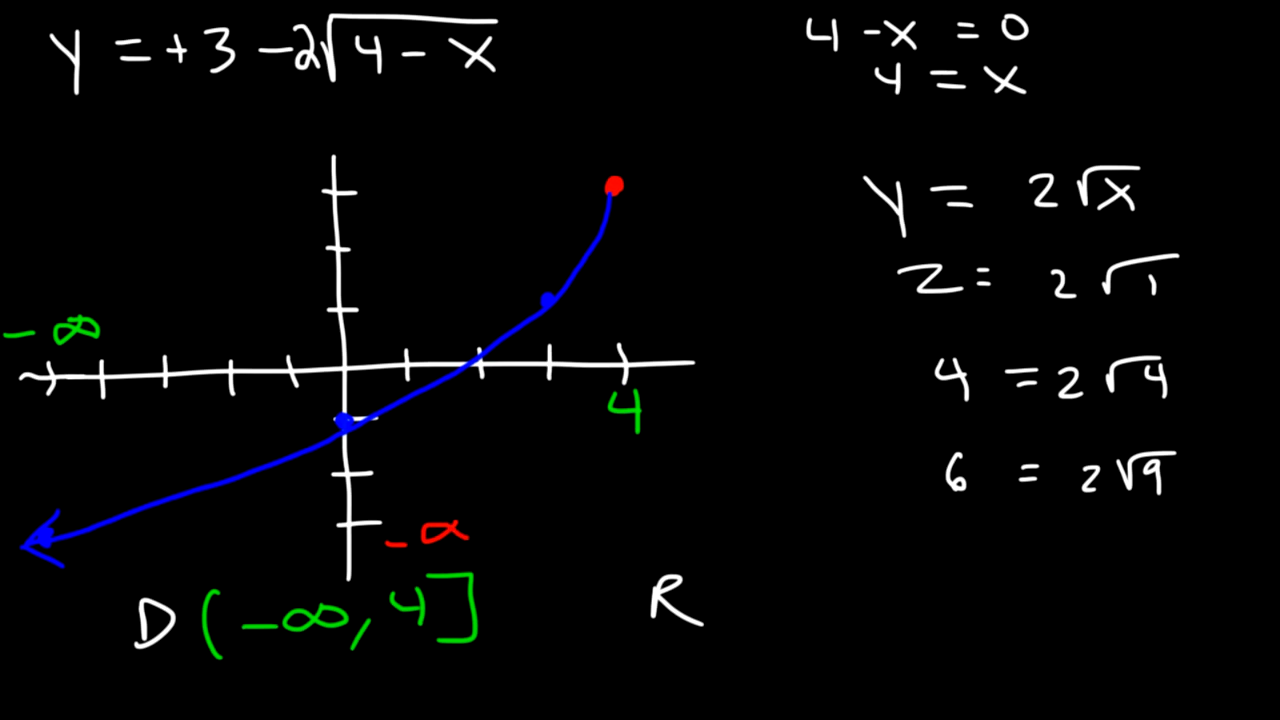 y = +3 -2√4 - x
4 - x = 0
4 = x
y = 2√x
2 = 2√1
4 = 2√4
6 = 2√9
-∞
4
-∞
D (-∞, 4]
R